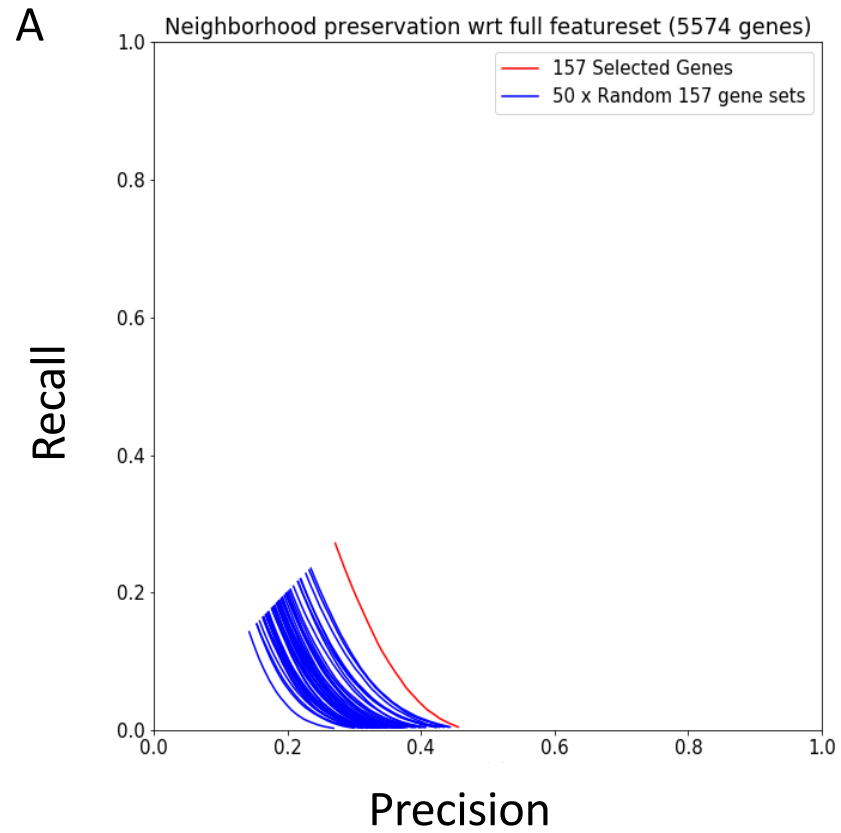 A
Neighborhood preservation wrt full featureset (5574 genes)
157 Selected Genes
50 x Random 157 gene sets
1.0
0.8
0.6
0.4
0.2
0.0
Recall
0.0 0.2 0.4 0.6 0.8 1.0
Precision